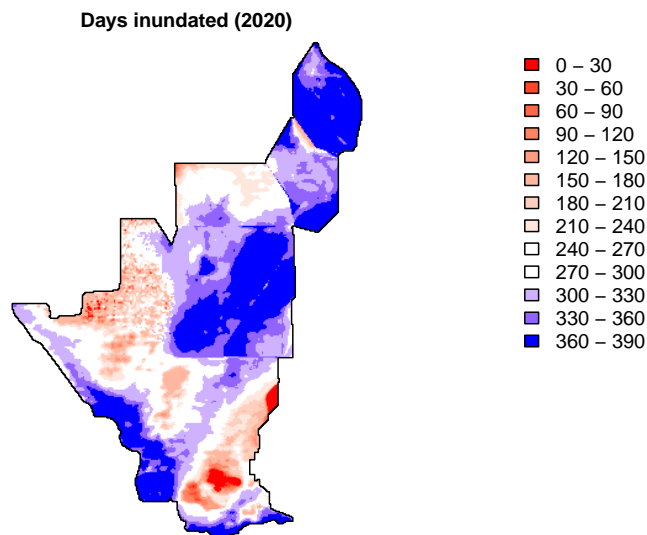 Days inundated (2020)
0 – 30
30 – 60
60 – 90
90 – 120
120 – 150
150 – 180
180 – 210
210 – 240
240 – 270
270 – 300
300 – 330
330 – 360
360 – 390